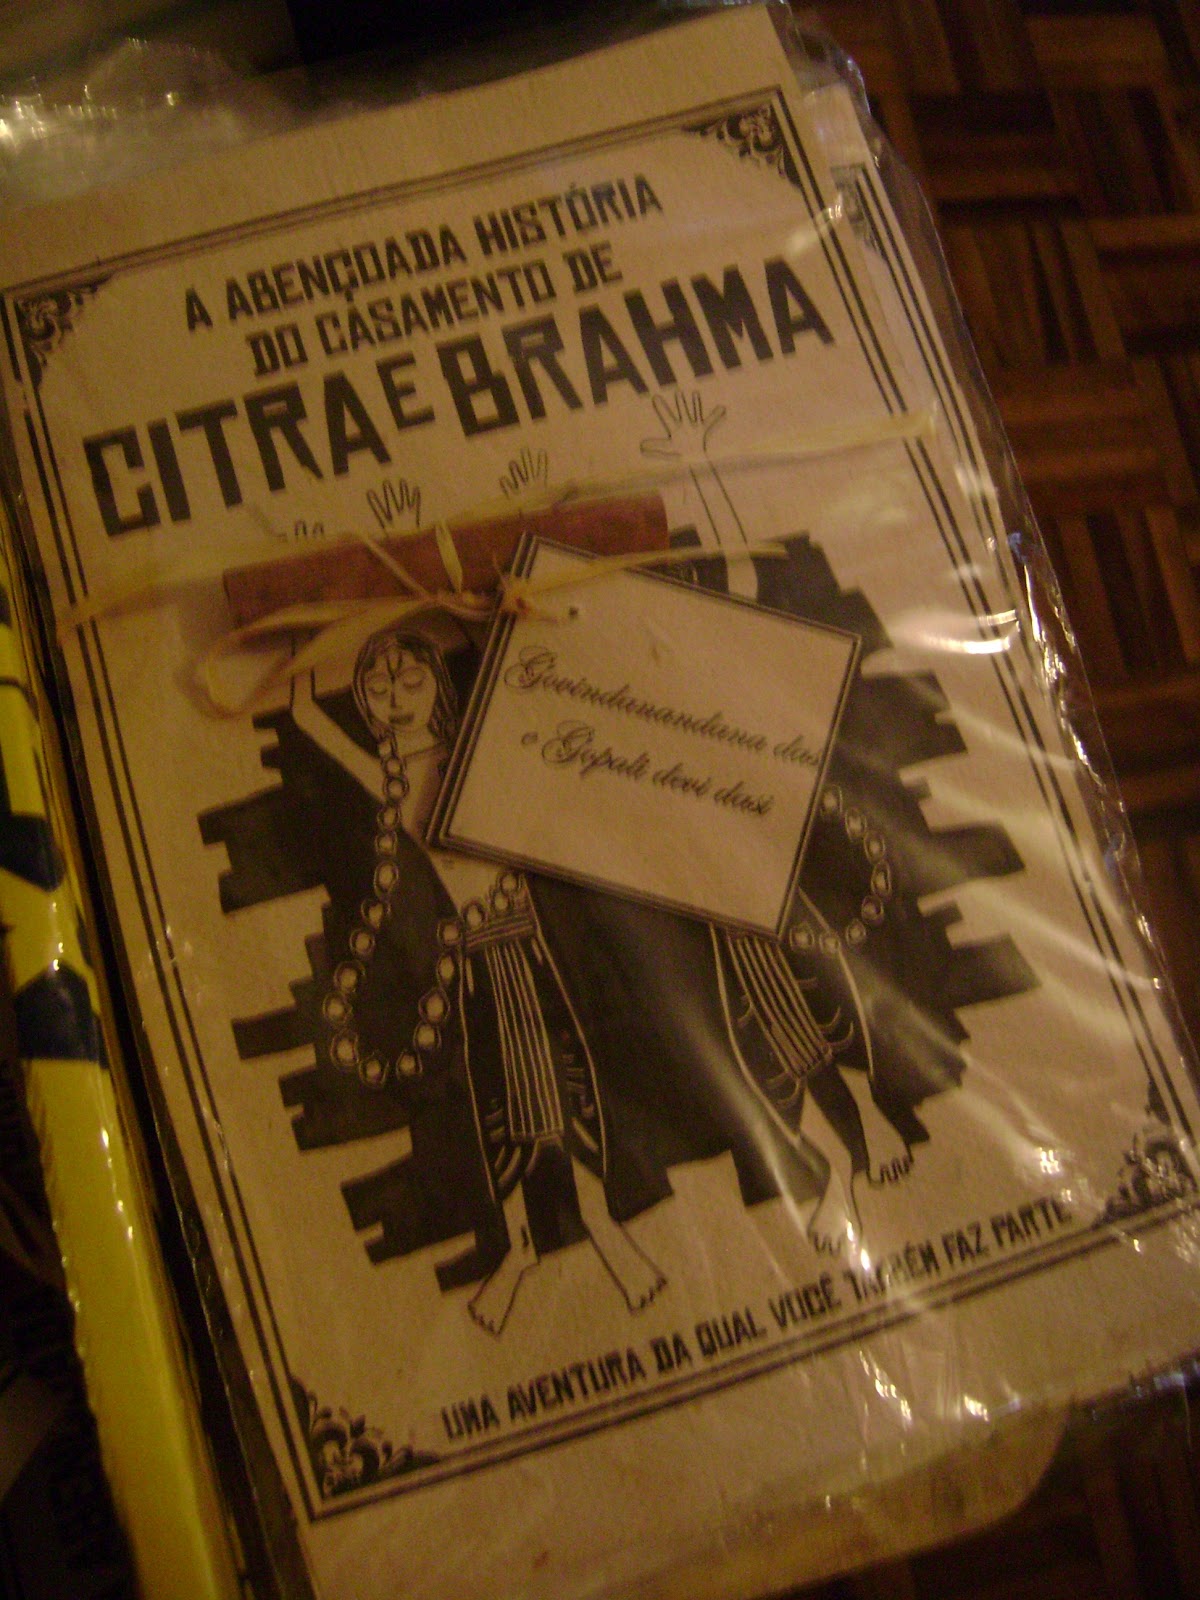 A ABENÇOADA HISTÓRIA
DO CASAMENTO DE
CITRA E BRAHMA
Govindanandana das
e Gopali devi dasi
UMA AVENTURA DA QUAL VOCÊ TAMBÉM FAZ PARTE